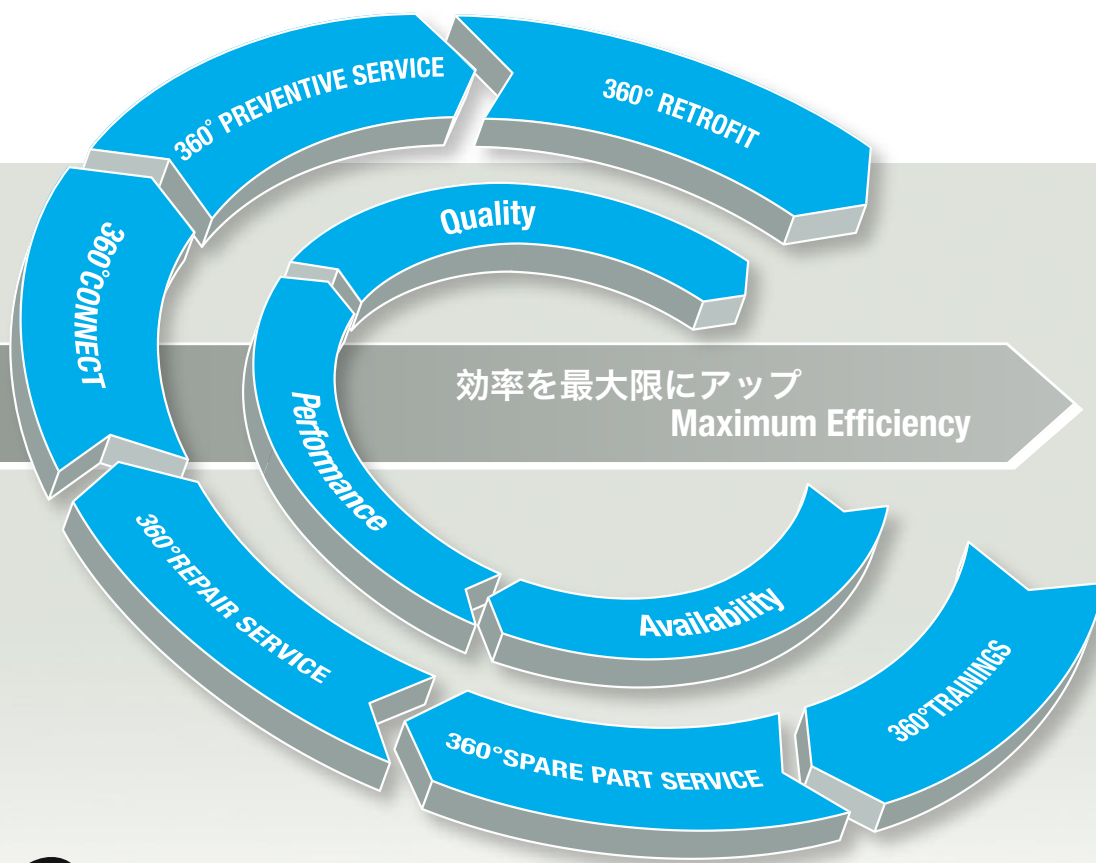 360° PREVENTIVE SERVICE
360° RETROFIT
Quality
360°CONNECT
効率を最大限にアップ
Maximum Efficiency
Performance
360°REPAIR SERVICE
Availability
360°TRAININGS
360°SPARE PART SERVICE